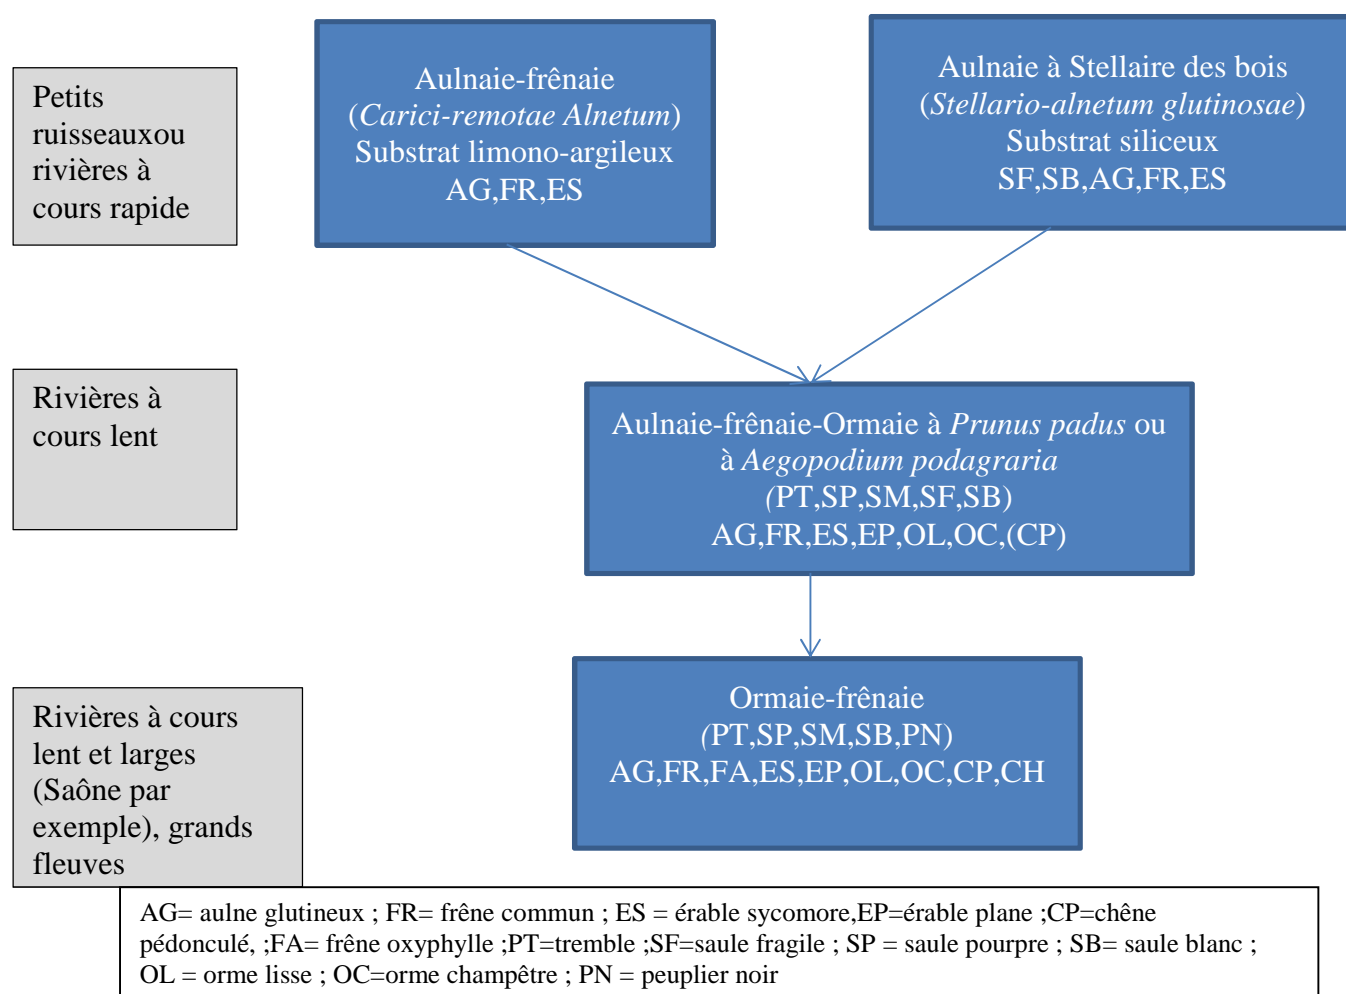 Petits
ruisseauxou
rivières à
cours rapide
Aulnaie-frênaie
(Carici-remotae Alnetum)
Substrat limono-argileux
AG,FR,ES
Aulnaie à Stellaire des bois
(Stellario-alnetum glutinosae)
Substrat siliceux
SF,SB,AG,FR,ES
Rivières à
cours lent
Aulnaie-frênaie-Ormaie à Prunus padus ou
à Aegopodium podagraria
(PT,SP,SM,SF,SB)
AG,FR,ES,EP,OL,OC,(CP)
Rivières à cours
lent et larges
(Saône par
exemple), grands
fleuves
Ormaie-frênaie
(PT,SP,SM,SB,PN)
AG,FR,FA,ES,EP,OL,OC,CP,CH
AG= aulne glutineux ; FR= frêne commun ; ES = érable sycomore,EP=érable plane ;CP=chêne
pédonculé, ;FA= frêne oxyphylle ;PT=tremble ;SF=saule fragile ; SP = saule pourpre ; SB= saule blanc ;
OL = orme lisse ; OC=orme champêtre ; PN = peuplier noir